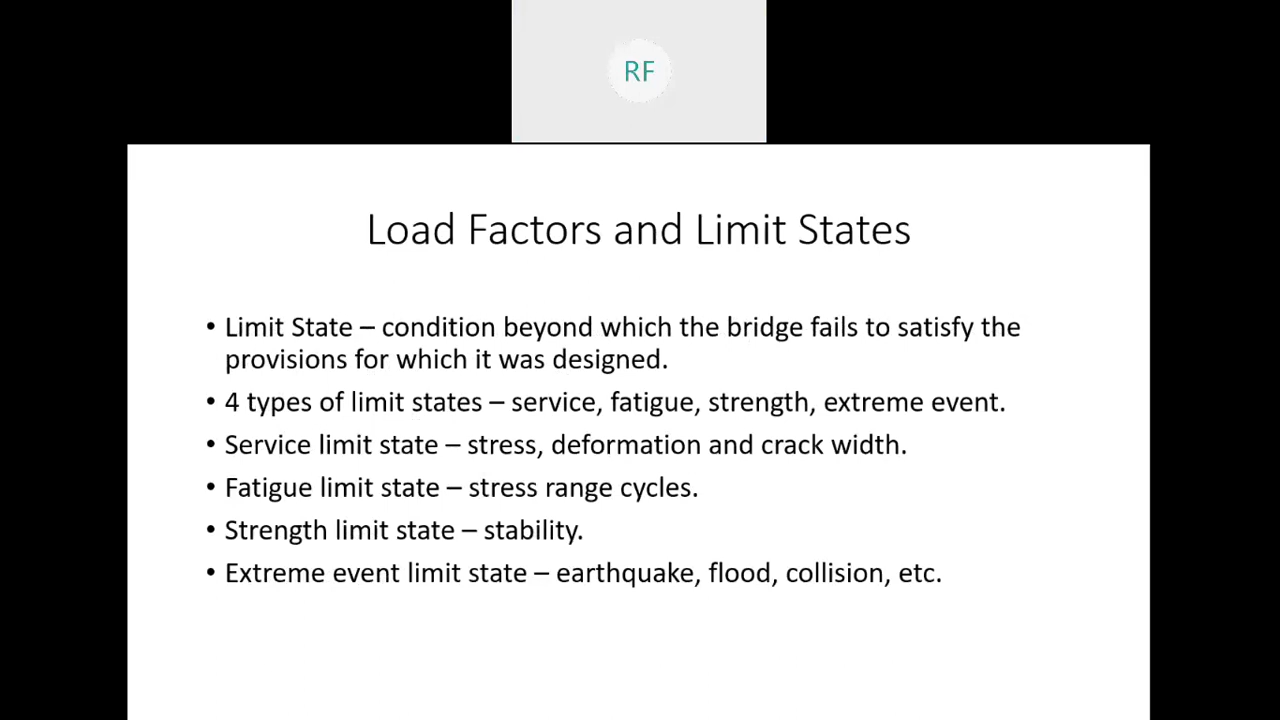 RF
Load Factors and Limit States
• Limit State – condition beyond which the bridge fails to satisfy the
provisions for which it was designed.
• 4 types of limit states – service, fatigue, strength, extreme event.
• Service limit state – stress, deformation and crack width.
• Fatigue limit state – stress range cycles.
• Strength limit state – stability.
• Extreme event limit state – earthquake, flood, collision, etc.